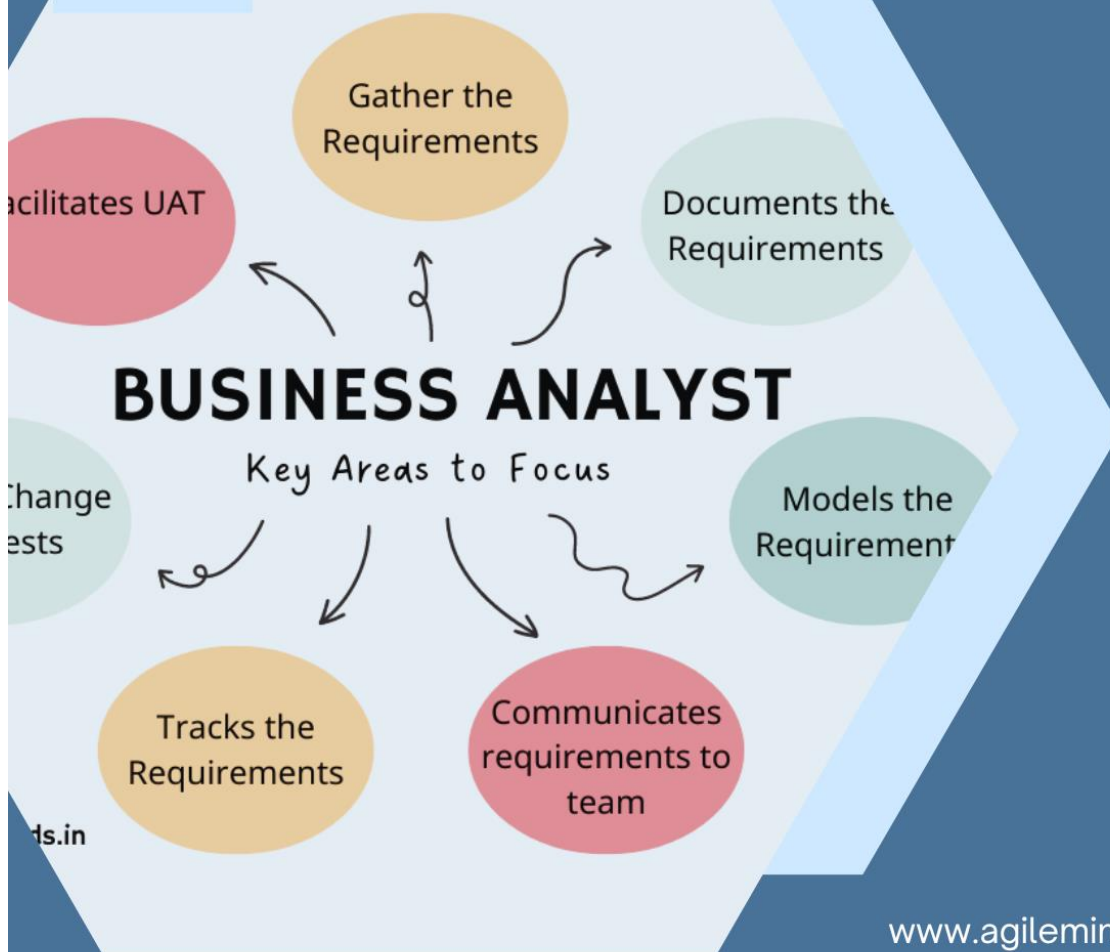 Gather the
Requirements
acilitates UAT
Documents the
Requirements
BUSINESS ANALYST
Key Areas to Focus
Change
ests
Models the
Requirement
Tracks the
Requirements
Communicates
requirements to
team
ds.in
www.agilemin